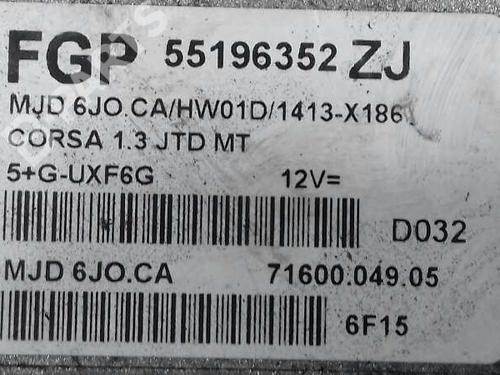 FGP 55196352 ZJ
MJD 6JO.CA/HW01D/1413-X186
CORSA 1.3 JTD MT
5+G-UXF6G 12V=
D032
MJD 6JO.CA 71600.049.05
6F15